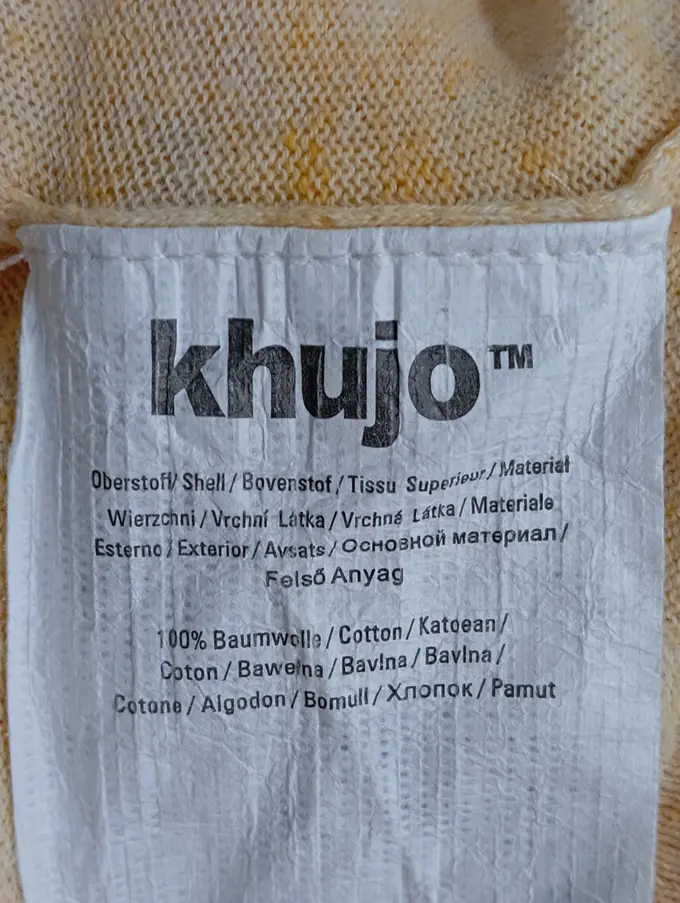 khujo™
Oberstoff/Shell/Bovenstof/Tissu Superieur/Materiał
Wierzchni/Vrchní Látka/Vrchná Látka/Materiale
Esterno/Exterior/Avsats/Основной материал/
Felső Anyag
100% Baumwolle/Cotton/Katoean/
Coton/Bawełna/Bavlna/Bavlna/
Cotone/Algodon/Bomull/Хлопок/Pamut